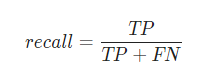 recall = TP / (TP + FN)